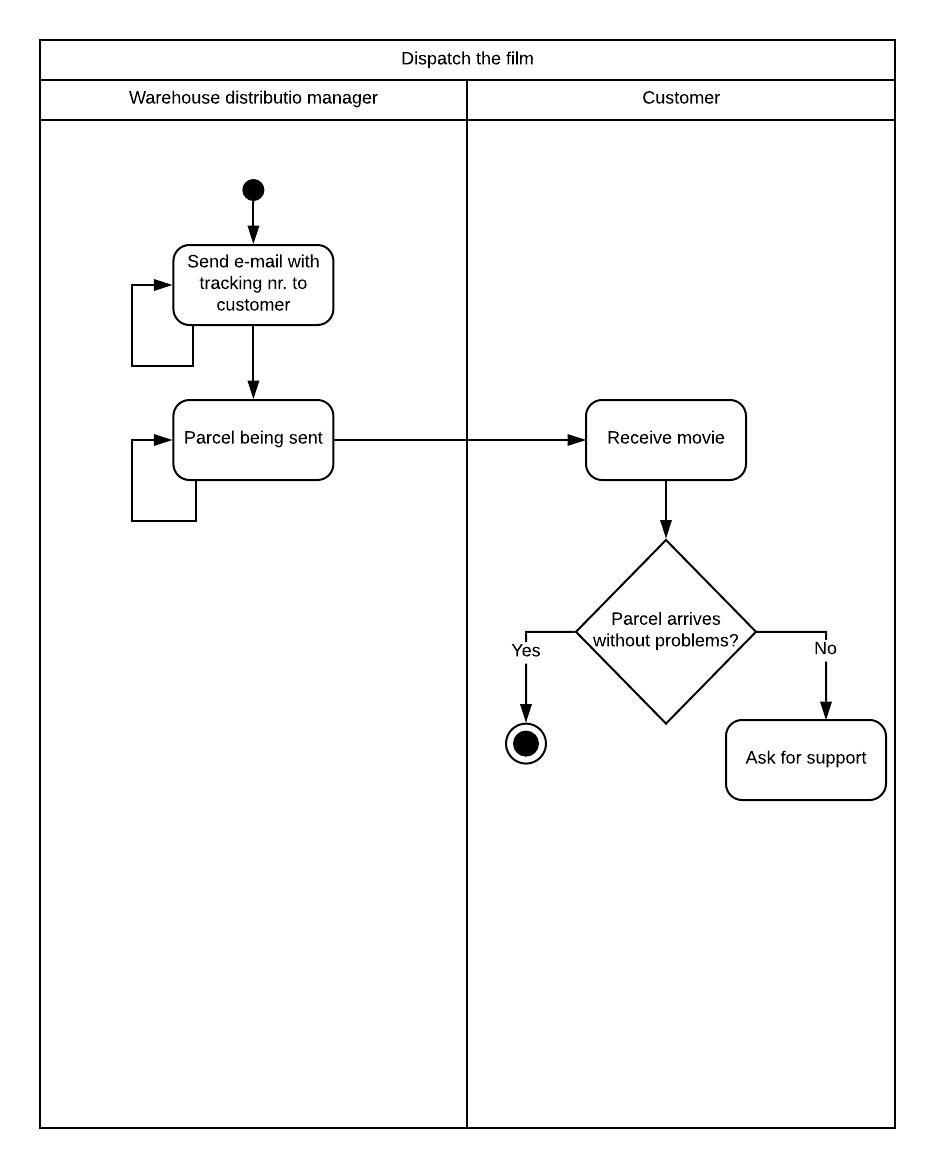 Dispatch the film
Warehouse distributio manager
Customer
Send e-mail with
tracking nr. to
customer
Parcel being sent
Receive movie
Parcel arrives
without problems?
Yes
No
Ask for support